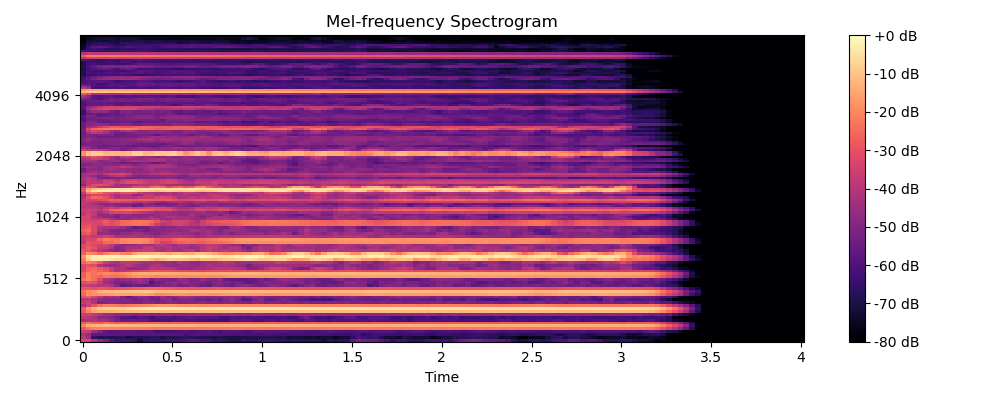 Mel-frequency Spectrogram
Hz
4096
2048
1024
512
0
0
0.5
1
1.5
2
2.5
3
3.5
4
Time
+0 dB
-10 dB
-20 dB
-30 dB
-40 dB
-50 dB
-60 dB
-70 dB
-80 dB